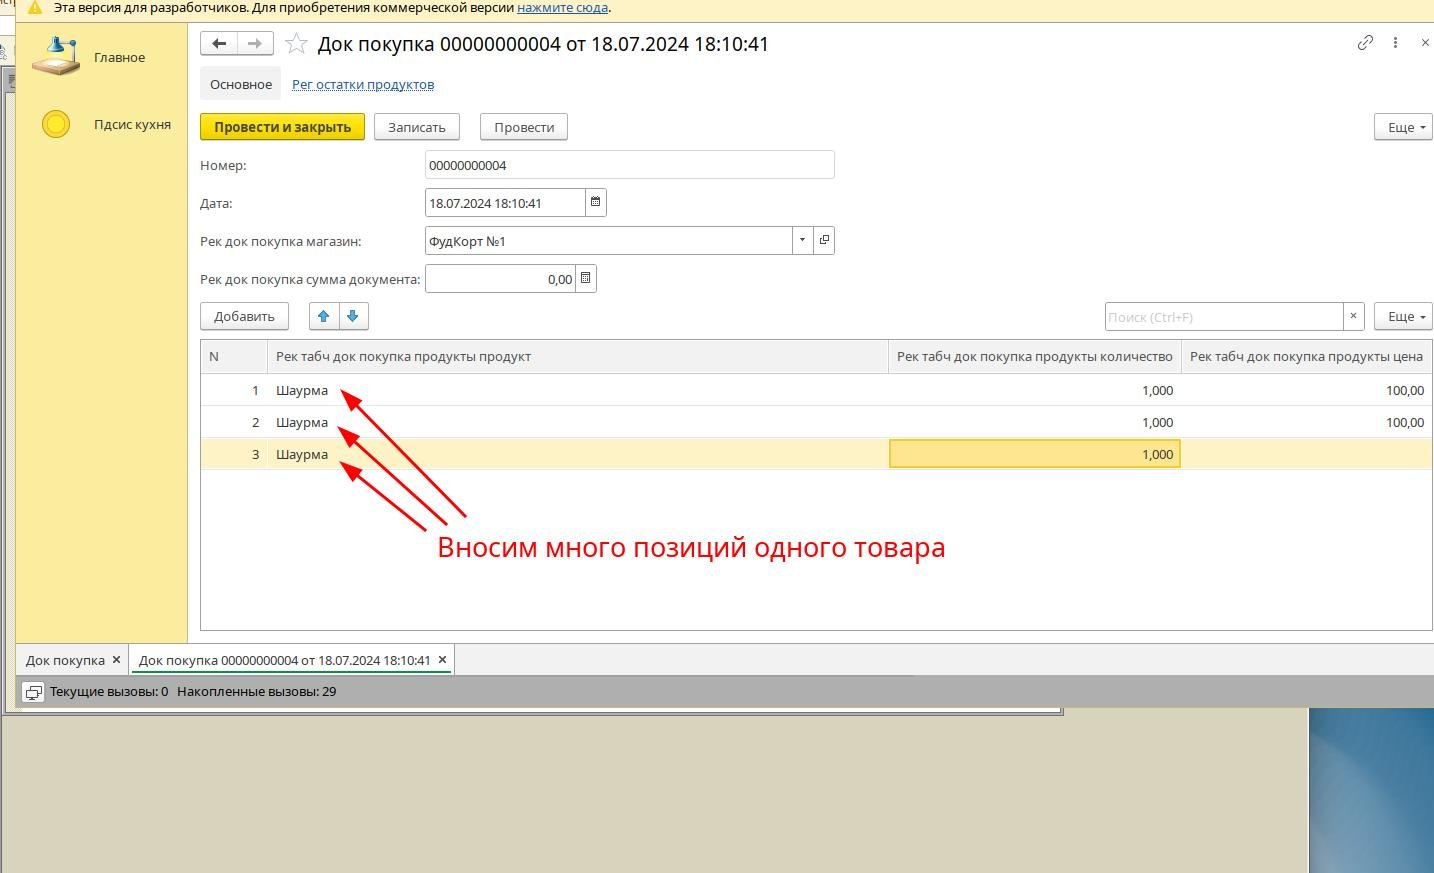 Эта версия для разработчиков. Для приобретения коммерческой версии нажмите сюда.
Главное
Пдсис кухня
Док покупка 00000000004 от 18.07.2024 18:10:41
Основное Рег остатки продуктов
Провести и закрыть Записать Провести Еще
Номер: 00000000004
Дата: 18.07.2024 18:10:41
Рек док покупка магазин: ФудКорт №1
Рек док покупка сумма документа: 0,00
Добавить Поиск (Ctrl+F) × Еще
N Рек табч док покупка продукты продукт Рек табч док покупка продукты количество Рек табч док покупка продукты цена
1 Шаурма 1,000 100,00
2 Шаурма 1,000 100,00
3 Шаурма 1,000
Вносим много позиций одного товара
Док покупка × Док покупка 00000000004 от 18.07.2024 18:10:41 ×
Текущие вызовы: 0 Накопленные вызовы: 29